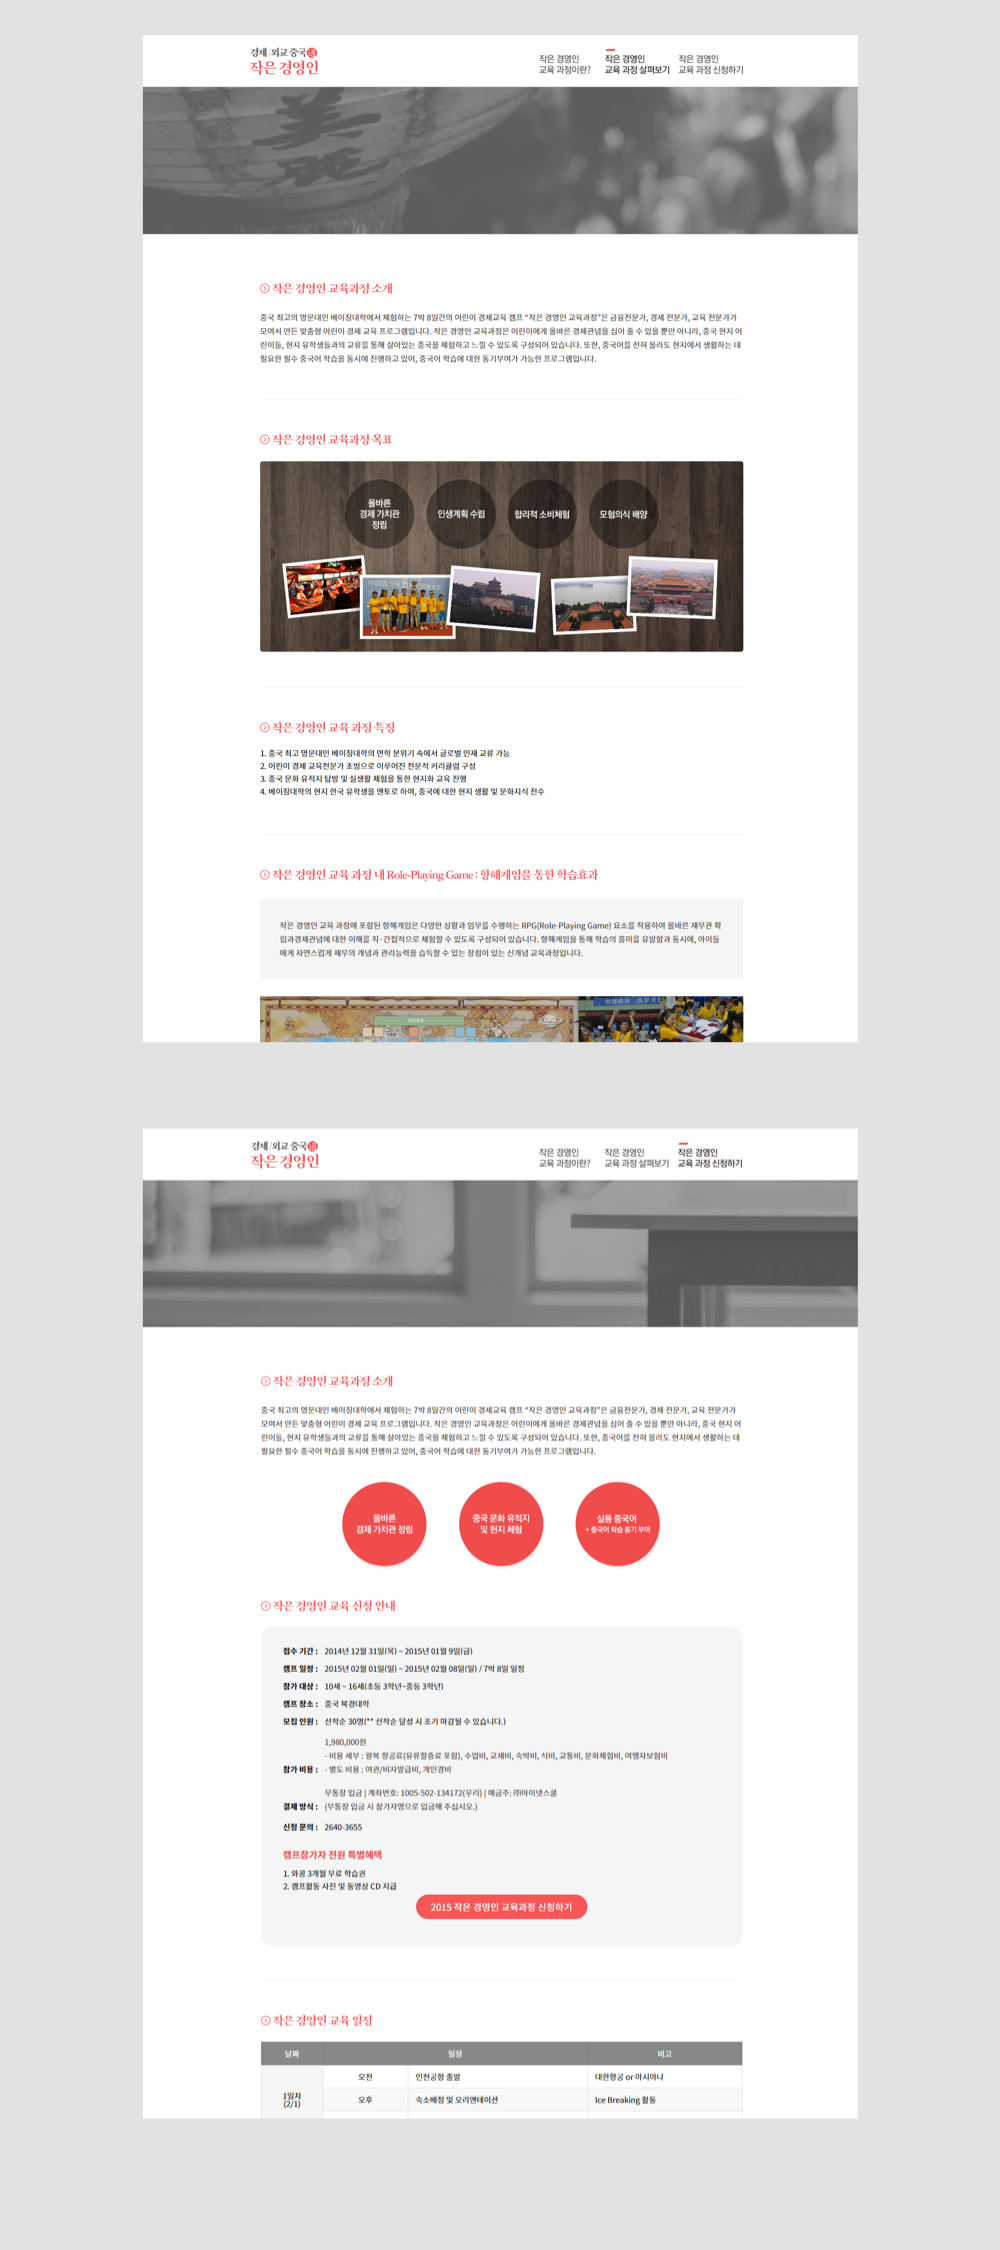 경제/외교 중국通
작은 경영인
작은 경영인
교육 과정이란?
작은 경영인
교육 과정 살펴보기
작은 경영인
교육 과정 신청하기
작은 경영인 교육과정 소개
중국 최고의 명문대인 베이징대학에서 체험하는 7박 8일간의 어린이 경제교육 캠프 “작은 경영인 교육과정”은 금융전문가, 경제 전문가, 교육 전문가가
모여서 만든 맞춤형 어린이 경제 교육 프로그램입니다. 작은 경영인 교육과정은 어린이에게 올바른 경제관념을 심어 줄 수 있을 뿐만 아니라, 중국 현지 어
린이들, 현지 유학생들과의 교류를 통해 살아있는 중국을 체험하고 느낄 수 있도록 구성되어 있습니다. 또한, 중국어를 전혀 몰라도 현지에서 생활하는 데
필요한 필수 중국어 학습을 동시에 진행하고 있어, 중국어 학습에 대한 동기부여가 가능한 프로그램입니다.
작은 경영인 교육과정 목표
올바른
경제 가치관
정립
인생계획 수립
합리적 소비체험
모험의식 배양
작은 경영인 교육 과정 특징
1. 중국 최고 명문대인 베이징대학의 면학 분위기 속에서 글로벌 인재 교류 가능
2. 어린이 경제 교육전문가 초빙으로 이루어진 전문적 커리큘럼 구성
3. 중국 문화 유적지 탐방 및 실생활 체험을 통한 현지화 교육 진행
4. 베이징대학의 현지 한국 유학생을 멘토로 하여, 중국에 대한 현지 생활 및 문화지식 전수
작은 경영인 교육 과정 내 Role-Playing Game : 항해게임을 통한 학습효과
작은 경영인 교육 과정에 포함된 항해게임은 다양한 상황과 임무를 수행하는 RPG(Role-Playing Game) 요소를 적용하여 올바른 재무관 확
립과경제관념에 대한 이해를 직·간접적으로 체험할 수 있도록 구성되어 있습니다. 항해게임을 통해 학습의 흥미를 유발함과 동시에, 아이들
에게 자연스럽게 재무의 개념과 관리능력을 습득할 수 있는 장점이 있는 신개념 교육과정입니다.
경제/외교 중국通
작은 경영인
작은 경영인
교육 과정이란?
작은 경영인
교육 과정 살펴보기
작은 경영인
교육 과정 신청하기
작은 경영인 교육과정 소개
중국 최고의 명문대인 베이징대학에서 체험하는 7박 8일간의 어린이 경제교육 캠프 “작은 경영인 교육과정”은 금융전문가, 경제 전문가, 교육 전문가가
모여서 만든 맞춤형 어린이 경제 교육 프로그램입니다. 작은 경영인 교육과정은 어린이에게 올바른 경제관념을 심어 줄 수 있을 뿐만 아니라, 중국 현지 어
린이들, 현지 유학생들과의 교류를 통해 살아있는 중국을 체험하고 느낄 수 있도록 구성되어 있습니다. 또한, 중국어를 전혀 몰라도 현지에서 생활하는 데
필요한 필수 중국어 학습을 동시에 진행하고 있어, 중국어 학습에 대한 동기부여가 가능한 프로그램입니다.
올바른
경제 가치관 정립
중국 문화 유적지
및 현지 체험
실용 중국어
+ 중국어 학습 동기 부여
작은 경영인 교육 신청 안내
접수 기간 : 2014년 12월 31일(목) ~ 2015년 01월 9일(금)
캠프 일정 : 2015년 02월 01일(일) ~ 2015년 02월 08일(일) / 7박 8일 일정
참가 대상 : 10세 ~ 16세(초등 3학년~중등 3학년)
캠프 장소 : 중국 북경대학
모집 인원 : 선착순 30명(** 선착순 달성 시 조기 마감될 수 있습니다.)
1,980,000원
- 비용 세부 : 왕복 항공료(유류할증료 포함), 수업비, 교재비, 숙박비, 식비, 교통비, 문화체험비, 여행자보험비
참가 비용 : - 별도 비용 : 여권/비자발급비, 개인경비
무통장 입금 | 계좌번호: 1005-502-134172(우리) | 예금주: ㈜아이넷스쿨
결제 방식 : (무통장 입금 시 참가자명으로 입금해 주십시오.)
신청 문의 : 2640-3655
캠프참가자 전원 특별혜택
1. 와콩 3개월 무료 학습권
2. 캠프활동 사진 및 동영상 CD 지급
2015 작은 경영인 교육과정 신청하기
작은 경영인 교육 일정
날짜 일정 비고
오전 인천공항 출발 대한항공 or 아시아나
1일차
(2/1)
오후 숙소배정 및 오리엔테이션 Ice Breaking 활동